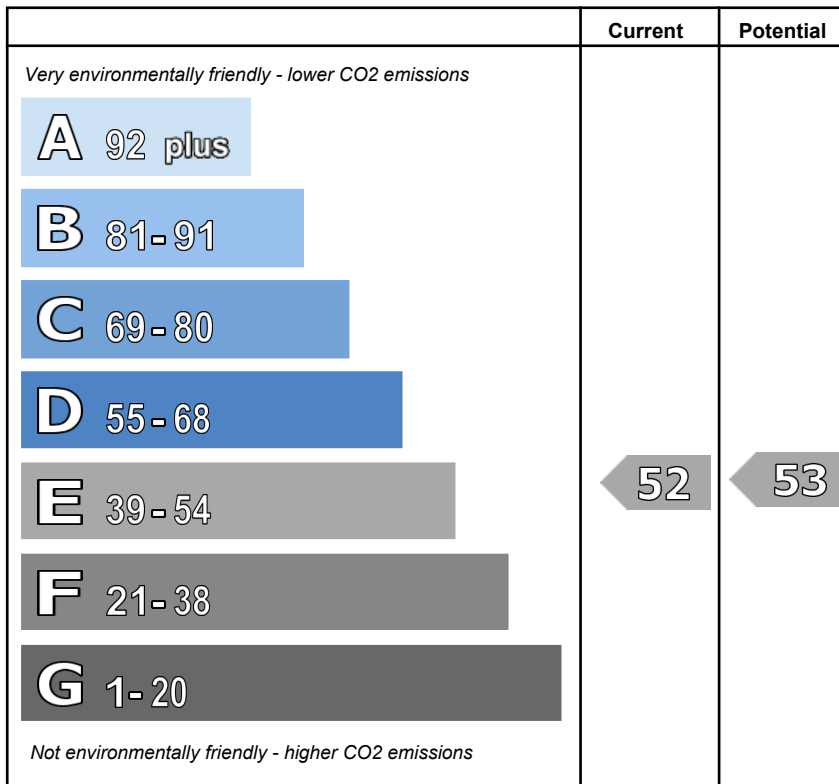 Current Potential
Very environmentally friendly - lower CO2 emissions
A 92 plus
B 81-91
C 69-80
D 55-68
E 39-54 52 53
F 21-38
G 1-20
Not environmentally friendly - higher CO2 emissions